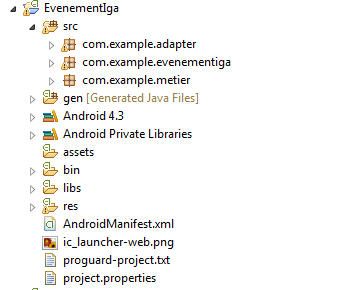 EvenementIga
src
com.example.adapter
com.example.evenementiga
com.example.metier
gen [Generated Java Files]
Android 4.3
Android Private Libraries
assets
bin
libs
res
AndroidManifest.xml
ic_launcher-web.png
proguard-project.txt
project.properties